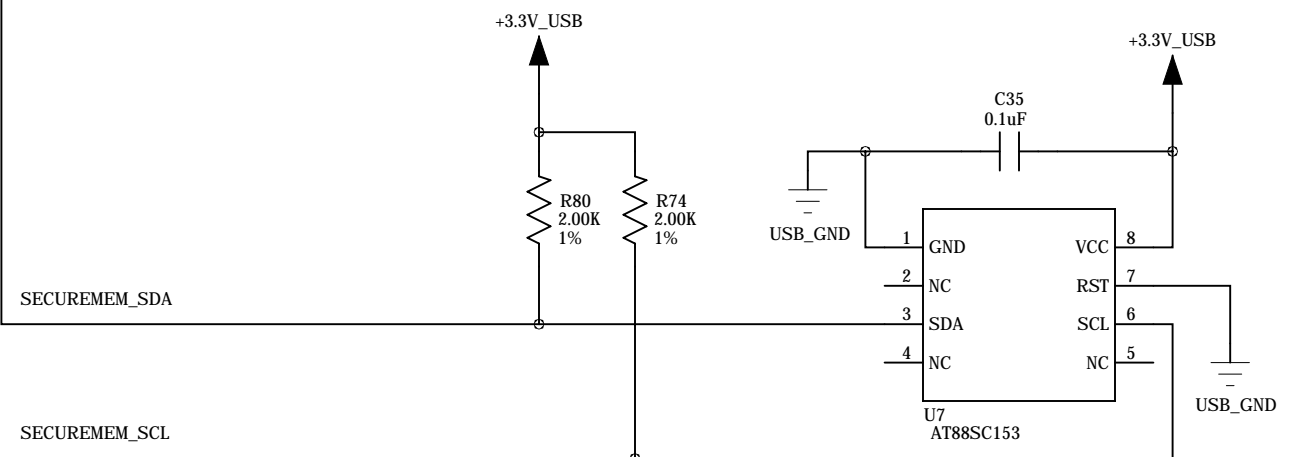 +3.3V_USB
+3.3V_USB
C35
0.1uF
R80
2.00K
1%
R74
2.00K
1%
USB_GND
1
GND
VCC
8
2
NC
RST
7
SECUREMEM_SDA
3
SDA
SCL
6
4
NC
NC
5
USB_GND
U7
AT88SC153
SECUREMEM_SCL